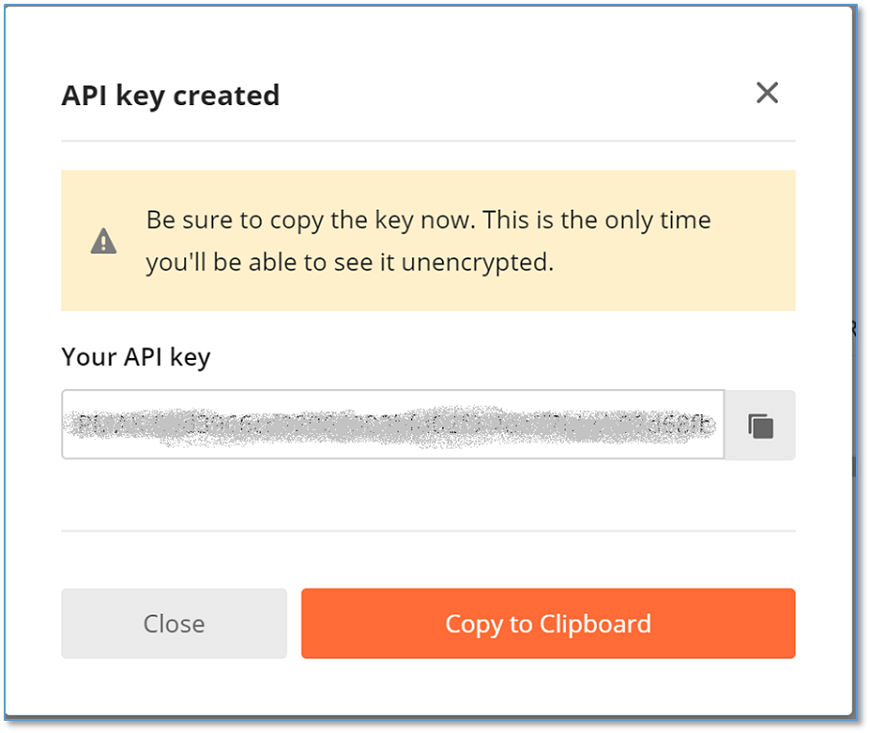 API key created
Be sure to copy the key now. This is the only time
you'll be able to see it unencrypted.
Your API key
Close
Copy to Clipboard